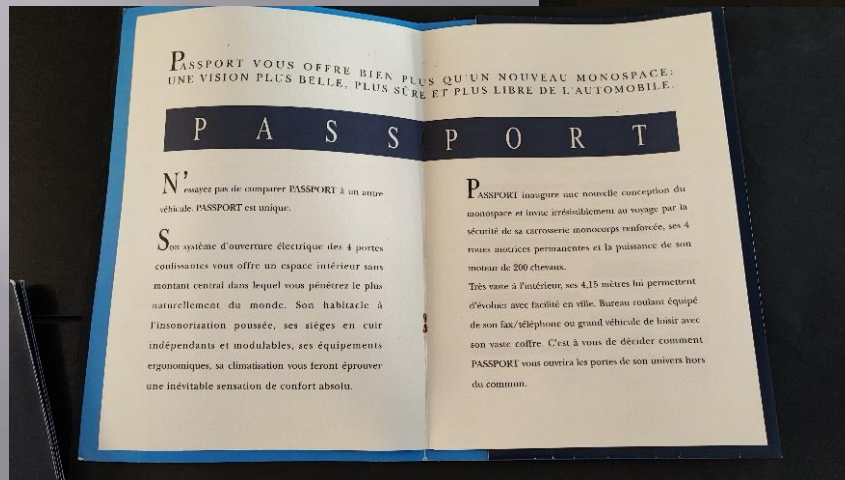 PASSPORT VOUS OFFRE BIEN PLUS QU'UN NOUVEAU MONOSPACE:
UNE VISION PLUS BELLE, PLUS SÛRE ET PLUS LIBRE DE L'AUTOMOBILE.
PASSPORT
N'essayez pas de comparer PASSPORT à un autre
véhicule. PASSPORT est unique.
Son système d'ouverture électrique des 4 portes
coulissantes vous offre un espace intérieur sans
montant central dans lequel vous pénétrez le plus
naturellement du monde. Son habitacle à
l'insonorisation poussée, ses sièges en cuir
indépendants et modulables, ses équipements
ergonomiques, sa climatisation vous feront éprouver
une inévitable sensation de confort absolu.
PASSPORT inaugure une nouvelle conception du
monospace et invite irrésistiblement au voyage par la
sécurité de sa carrosserie monocorps renforcée, ses 4
roues motrices permanentes et la puissance de son
moteur de 200 chevaux.
Très vaste à l'intérieur, ses 4,15 mètres lui permettent
d'évoluer avec facilité en ville. Bureau roulant équipé
de son fax/téléphone ou grand véhicule de loisir avec
son vaste coffre. C'est à vous de décider comment
PASSPORT vous ouvrira les portes de son univers hors
du commun.